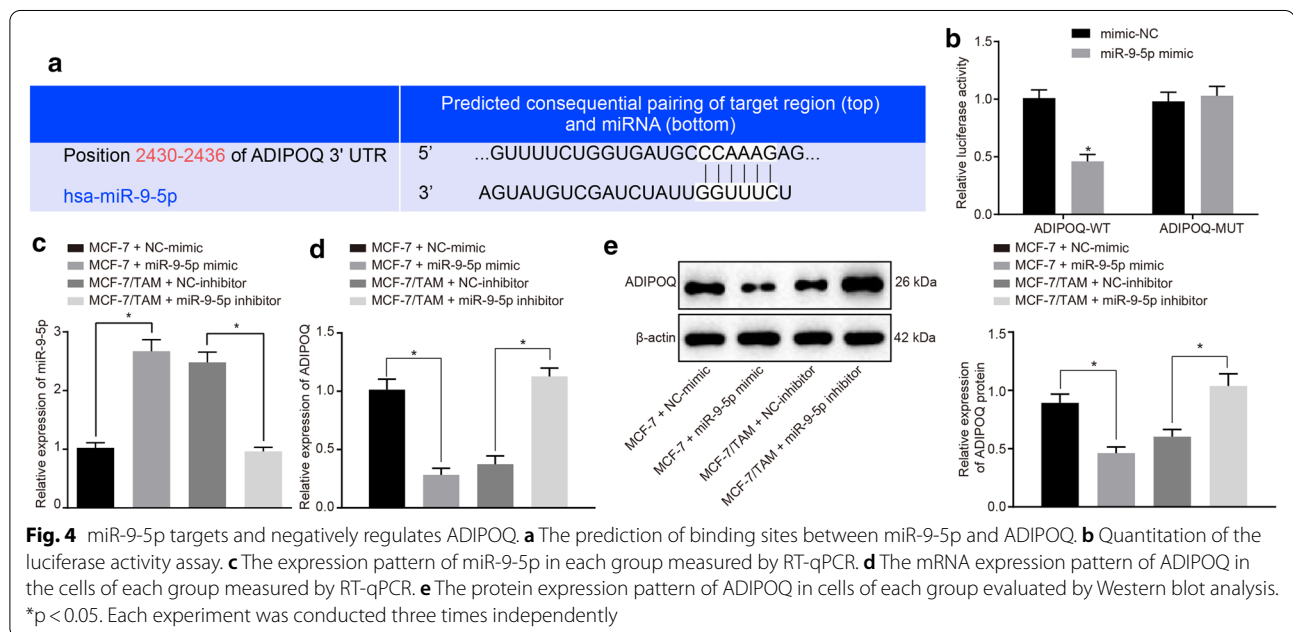 a
Predicted consequential pairing of target region (top)
and miRNA (bottom)
Position 2430-2436 of ADIPOQ 3' UTR
5' ...GUUUUCUGGUGAUGCCCAAAGAG...
hsa-miR-9-5p
3' AGUAUGUCGAUCUAUUGGUUUCU
b
mimic-NC
miR-9-5p mimic
Relative luciferase activity
1.5
1.0
0.5
0.0
*
ADIPOQ-WT
ADIPOQ-MUT
c
MCF-7 + NC-mimic
MCF-7 + miR-9-5p mimic
MCF-7/TAM + NC-inbitor
MCF-7/TAM + miR-9-5p inbitor
Relative expression of miR-9-5p
3
2
1
0
*
*
d
MCF-7 + NC-mimic
MCF-7 + miR-9-5p mimic
MCF-7/TAM + NC-inbitor
MCF-7/TAM + miR-9-5p inhibitor
Relative expression of ADIPOQ
1.5
1.0
0.5
0.0
*
*
e
ADIPOQ
26 kDa
β-actin
42 kDa
MCF-7 + NC-mimic
MCF-7 + miR-9-5p mimic
MCF-7/TAM + NC-inhibitor
MCF-7/TAM + miR-9-5p inhibitor
MCF-7 + NC-mimic
MCF-7 + miR-9-5p mimic
MCF-7/TAM + NC-inhibitor
MCF-7/TAM + miR-9-5p inhibitor
Relative expression
of ADIPOQ protein
1.5
1.0
0.5
0.0
*
*
Fig. 4 miR-9-5p targets and negatively regulates ADIPOQ. a The prediction of binding sites between miR-9-5p and ADIPOQ. b Quantitation of the
luciferase activity assay. c The expression pattern of miR-9-5p in each group measured by RT-qPCR. d The mRNA expression pattern of ADIPOQ in
the cells of each group measured by RT-qPCR. e The protein expression pattern of ADIPOQ in cells of each group evaluated by Western blot analysis.
*p < 0.05. Each experiment was conducted three times independently